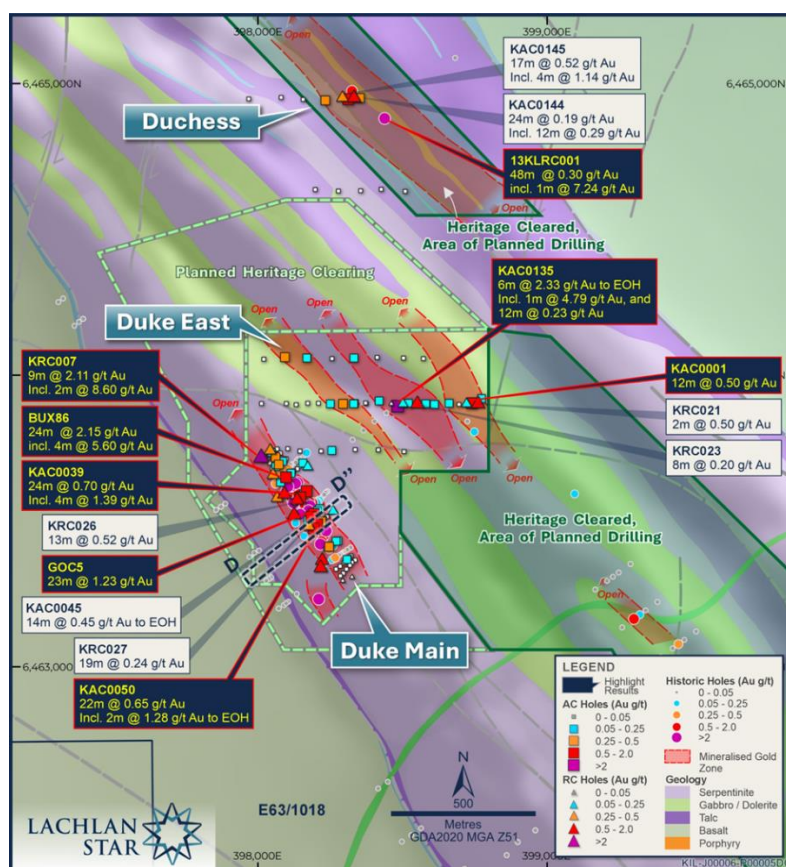 398,000E
399,000E
6,465,000N
Open
KAC0145
17m @ 0.52 g/t Au
Incl. 4m @ 1.14 g/t Au
KAC0144
24m @ 0.19 g/t Au
Incl. 12m @ 0.29 g/t Au
13KLRC001
48m @ 0.30 g/t Au
incl. 1m @ 7.24 g/t Au
Duchess
Open
Heritage Cleared,
Area of Planned Drilling
Planned Heritage Clearing
KAC0135
6m @ 2.33 g/t Au to EOH
Incl. 1m @ 4.79 g/t Au, and
12m @ 0.23 g/t Au
Duke East
Open
Open
Open
KRC007
9m @ 2.11 g/t Au
Incl. 2m @ 8.60 g/t Au
KAC0001
12m @ 0.50 g/t Au
BUX86
24m @ 2.15 g/t Au
incl. 4m @ 5.60 g/t Au
KRC021
2m @ 0.50 g/t Au
Open
KRC023
8m @ 0.20 g/t Au
KAC0039
24m @ 0.70 g/t Au
Incl. 4m @ 1.39 g/t Au
Open
Open
Open
D"
KRC026
13m @ 0.52 g/t Au
Heritage Cleared,
Area of Planned Drilling
GOC5
23m @ 1.23 g/t Au
D
KAC0045
14m @ 0.45 g/t Au to EOH
Open
KRC027
19m @ 0.24 g/t Au
Duke Main
6,463,000N
KAC0050
22m @ 0.65 g/t Au
Incl. 2m @ 1.28 g/t Au to EOH
LEGEND
Highlight
Results
AC Holes (Au g/t)
0 - 0.05
0.05 - 0.25
0.25 - 0.5
0.5 - 2.0
>2
RC Holes (Au g/t)
0 - 0.05
0.05 - 0.25
0.25 - 0.5
0.5 - 2.0
>2
Historic Holes (Au g/t)
0 - 0.05
0.05 - 0.25
0.25 - 0.5
0.5 - 2.0
>2
Mineralised Gold
Zone
Geology
Serpentinite
Gabbro / Dolerite
Talc
Basalt
Porphyry
N
500
Metres
GDA2020 MGA Z51
E63/1018
LACHLAN
STAR
398,000E
399,000E